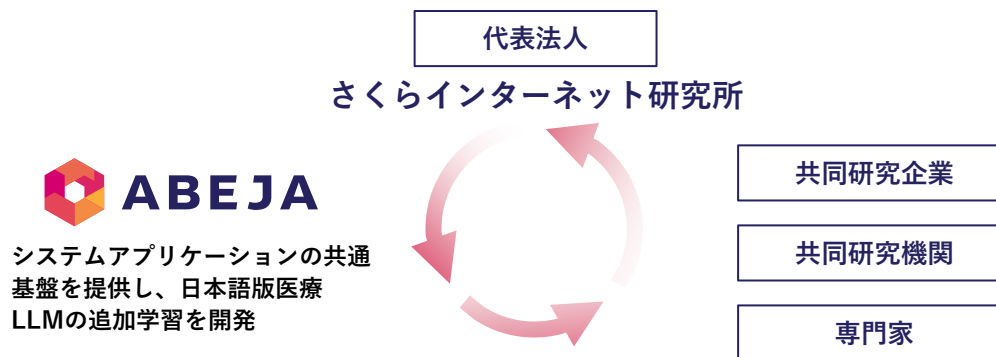 代表法人
さくらインターネット研究所
ABEJA
システムアプリケーションの共通
基盤を提供し、日本語版医療
LLMの追加学習を開発
共同研究企業
共同研究機関
専門家